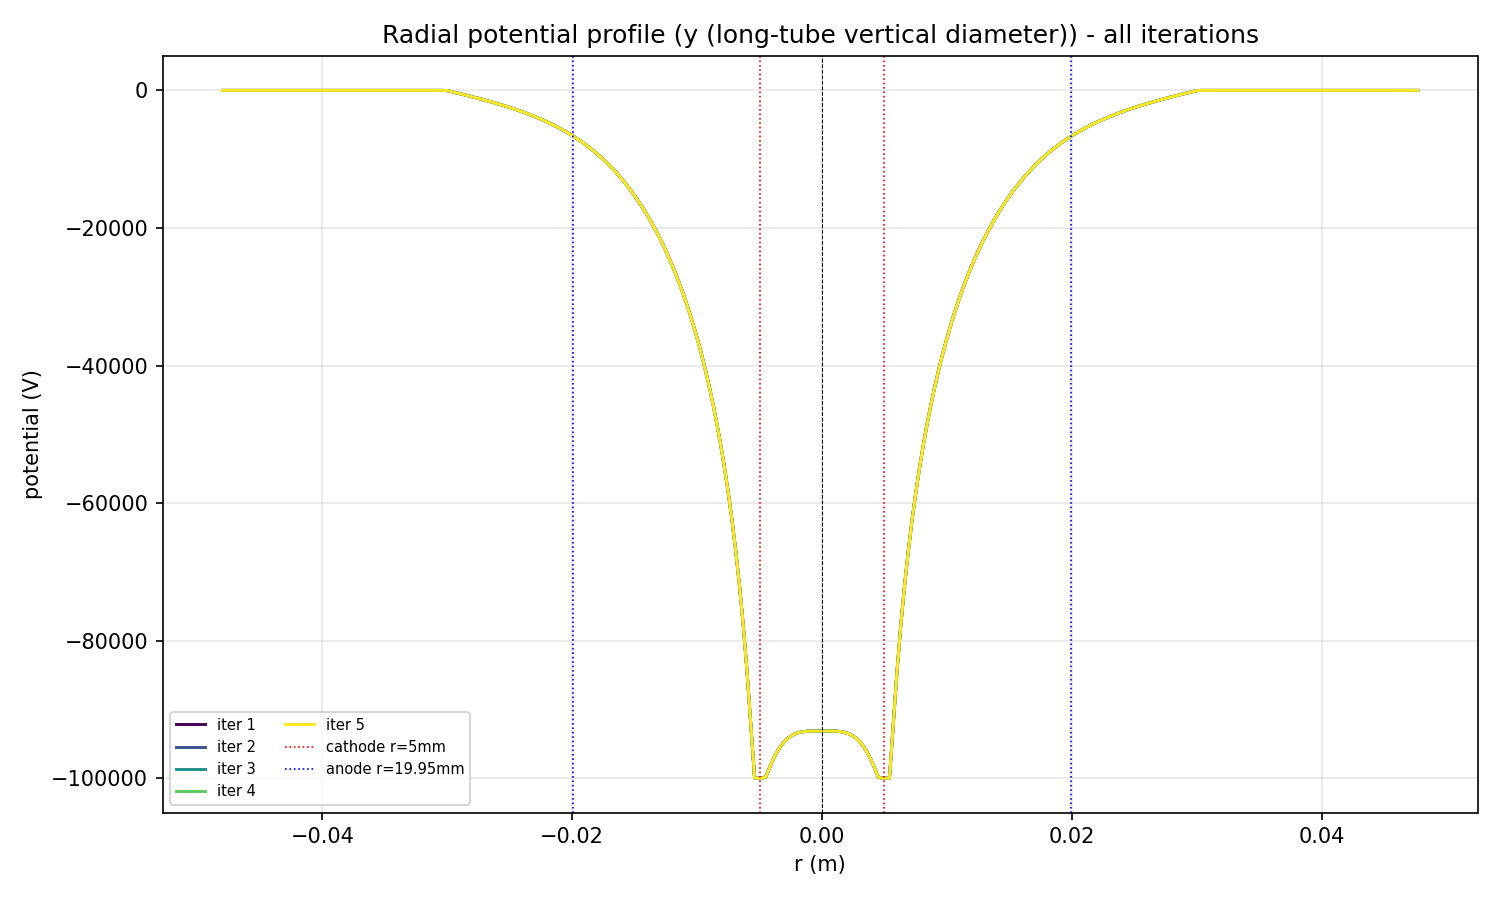 Radial potential profile (y (long-tube vertical diameter)) - all iterations
potential (V)
0
−20000
−40000
−60000
−80000
−100000
iter 1
iter 2
iter 3
iter 4
iter 5
cathode r=5mm
anode r=19.95mm
−0.04
−0.02
0.00
0.02
0.04
r (m)